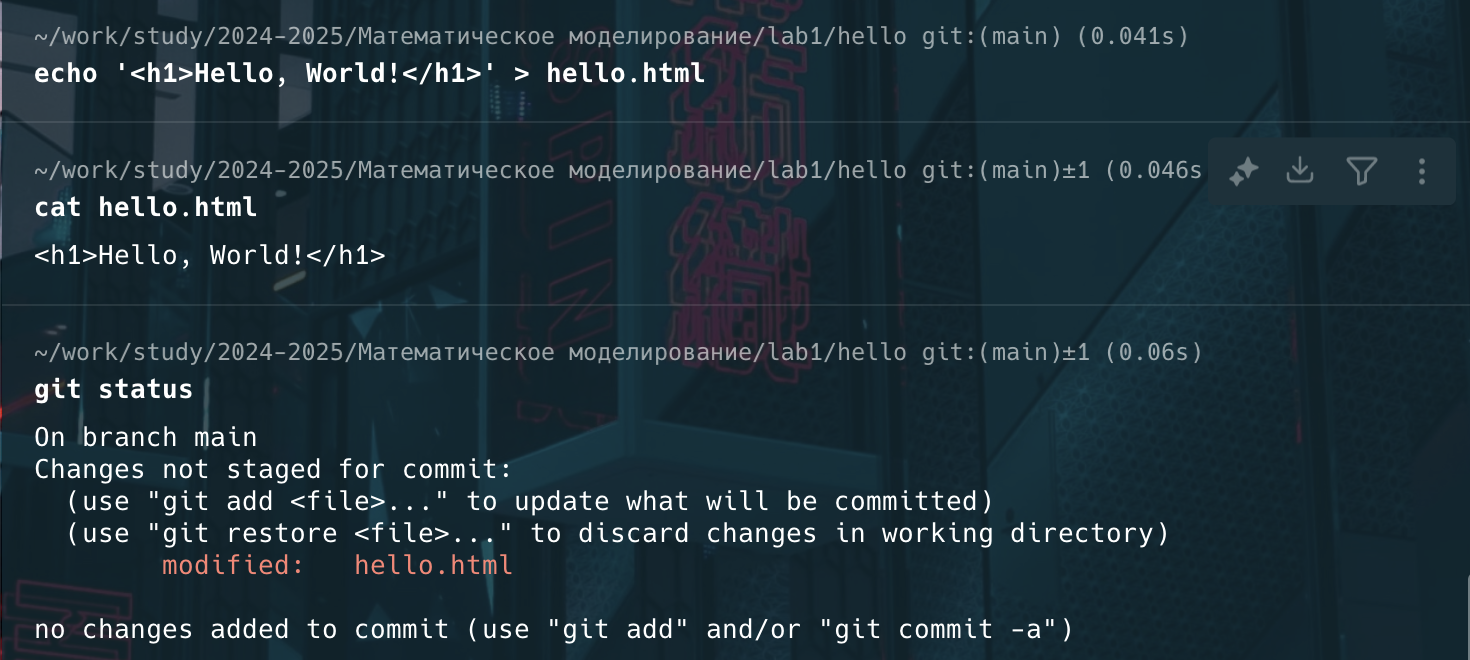 ~/work/study/2024-2025/Математическое моделирование/lab1/hello git:(main) (0.041s)
echo '<h1>Hello, World!</h1>' > hello.html
~/work/study/2024-2025/Математическое моделирование/lab1/hello git:(main)±1 (0.046s
cat hello.html
<h1>Hello, World!</h1>
~/work/study/2024-2025/Математическое моделирование/lab1/hello git:(main)±1 (0.06s)
git status
On branch main
Changes not staged for commit:
  (use "git add <file>..." to update what will be committed)
  (use "git restore <file>..." to discard changes in working directory)
        modified:   hello.html
no changes added to commit (use "git add" and/or "git commit -a")